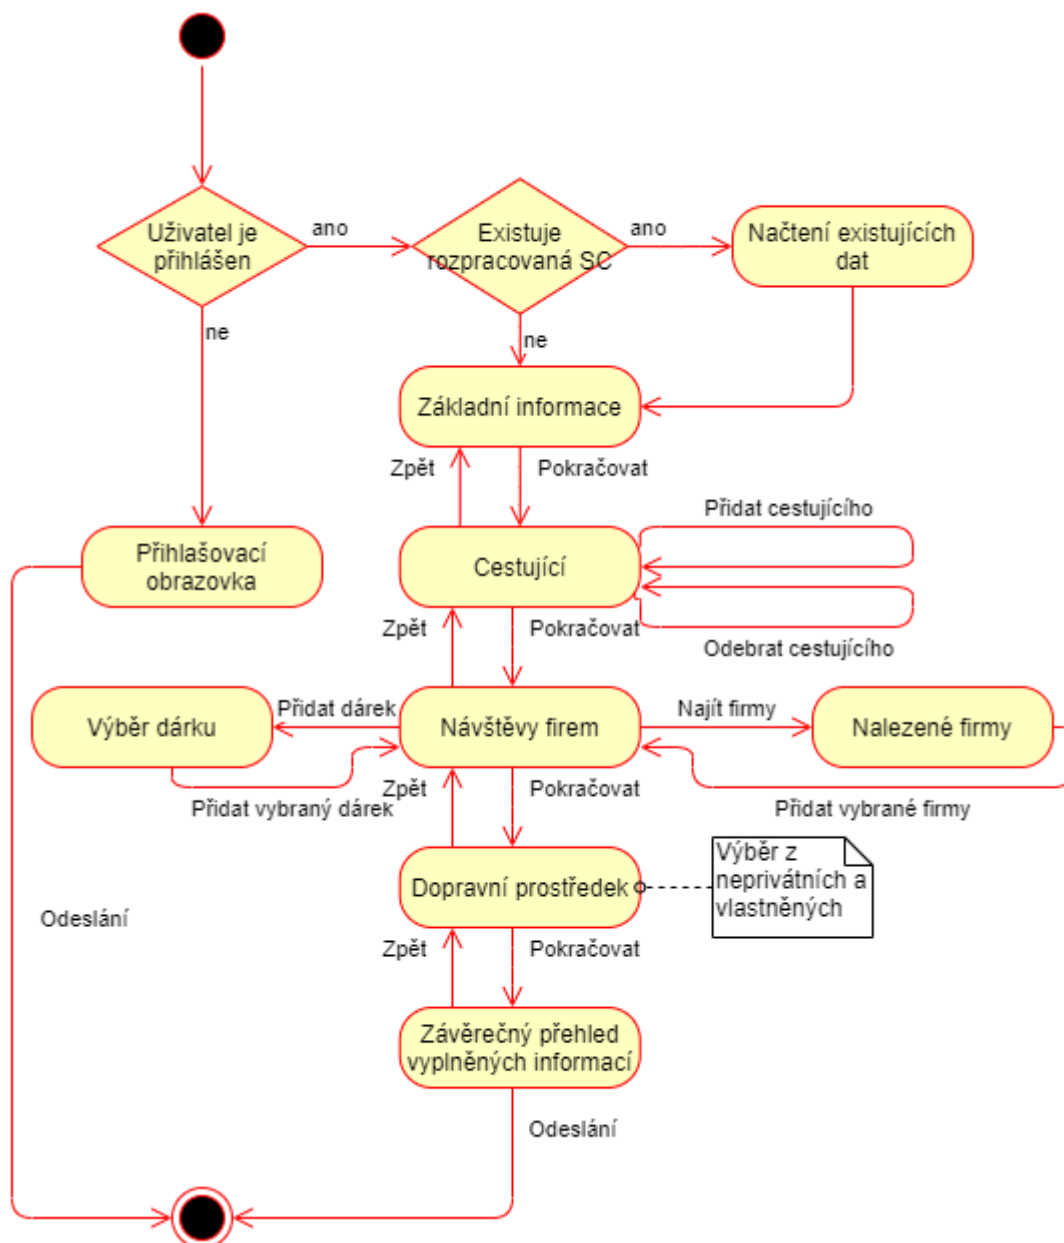 Uživatel je
přihlášen
ano
Existuje
rozpracovaná SC
ano
Načtení existujících
dat
ne
ne
Základní informace
Zpět
Pokračovat
Přidat cestujícího
Přihlašovací
obrazovka
Cestující
Zpět
Pokračovat
Odebrat cestujícího
Výběr dárku
Přidat dárek
Návštěvy firem
Najít firmy
Nalezené firmy
Přidat vybraný dárek
Zpět
Pokračovat
Přidat vybrané firmy
Dopravní prostředek
Výběr z
neprivátních a
vlastněných
Odeslání
Zpět
Pokračovat
Závěrečný přehled
vyplněných informací
Odeslání